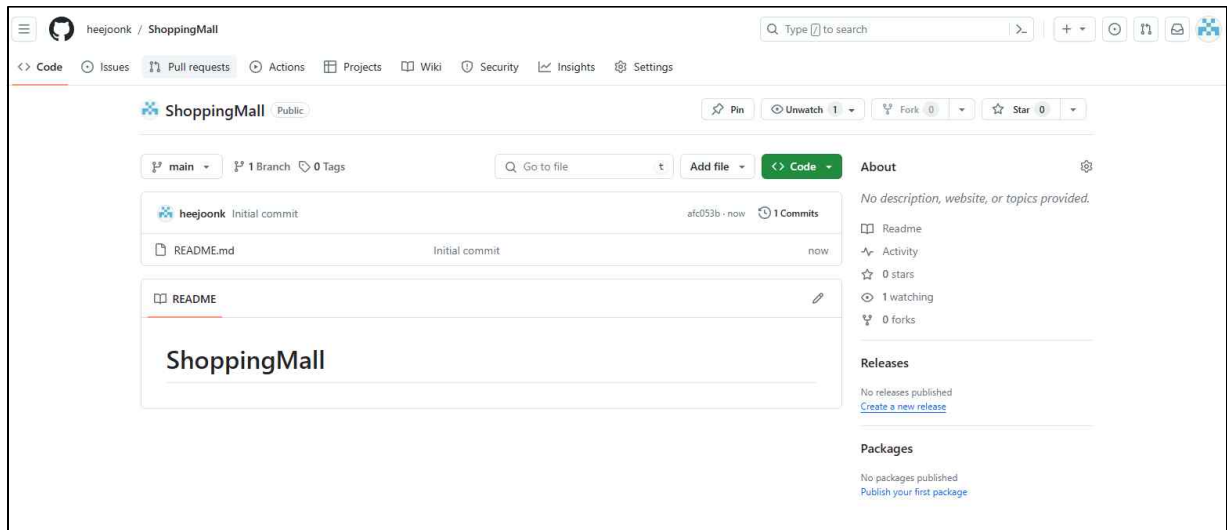 heejoonk / ShoppingMall
Type / to search
Code Issues Pull requests Actions Projects Wiki Security Insights Settings
ShoppingMall Public
Pin Unwatch 1 Fork 0 Star 0
main 1 Branch 0 Tags Go to file t Add file <> Code
heejoonk Initial commit afc053b · now 1 Commits
README.md Initial commit now
README
ShoppingMall
About
No description, website, or topics provided.
Readme
Activity
0 stars
1 watching
0 forks
Releases
No releases published
Create a new release
Packages
No packages published
Publish your first package